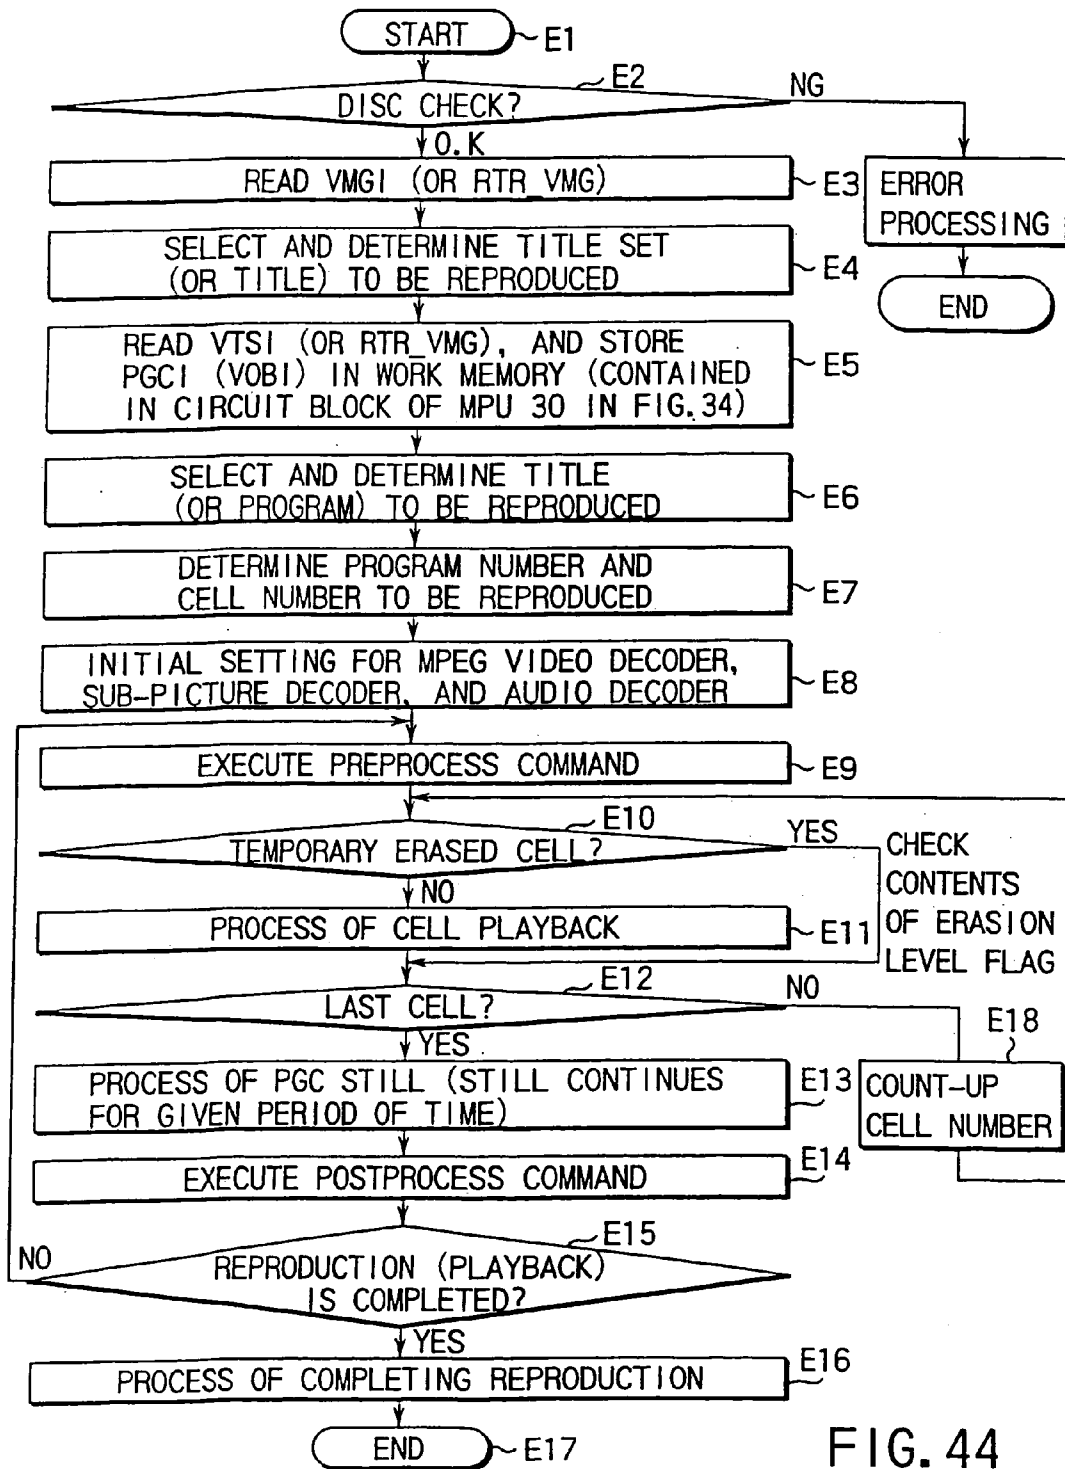 START
E1
E2
DISC CHECK?
NG
O.K
READ VMGI (OR RTR_VMG)
E3
ERROR
PROCESSING
END
SELECT AND DETERMINE TITLE SET
(OR TITLE) TO BE REPRODUCED
E4
READ VTSI (OR RTR_VMG), AND STORE
PGCI (VOBI) IN WORK MEMORY (CONTAINED
IN CIRCUIT BLOCK OF MPU 30 IN FIG.34)
E5
SELECT AND DETERMINE TITLE
(OR PROGRAM) TO BE REPRODUCED
E6
DETERMINE PROGRAM NUMBER AND
CELL NUMBER TO BE REPRODUCED
E7
INITIAL SETTING FOR MPEG VIDEO DECODER,
SUB-PICTURE DECODER, AND AUDIO DECODER
E8
EXECUTE PREPROCESS COMMAND
E9
E10
TEMPORARY ERASED CELL?
YES
NO
CHECK
CONTENTS
OF ERASION
LEVEL FLAG
PROCESS OF CELL PLAYBACK
E11
E12
LAST CELL?
NO
YES
E18
COUNT-UP
CELL NUMBER
PROCESS OF PGC STILL (STILL CONTINUES
FOR GIVEN PERIOD OF TIME)
E13
EXECUTE POSTPROCESS COMMAND
E14
E15
NO
REPRODUCTION (PLAYBACK)
IS COMPLETED?
YES
PROCESS OF COMPLETING REPRODUCTION
E16
END
E17
FIG. 44